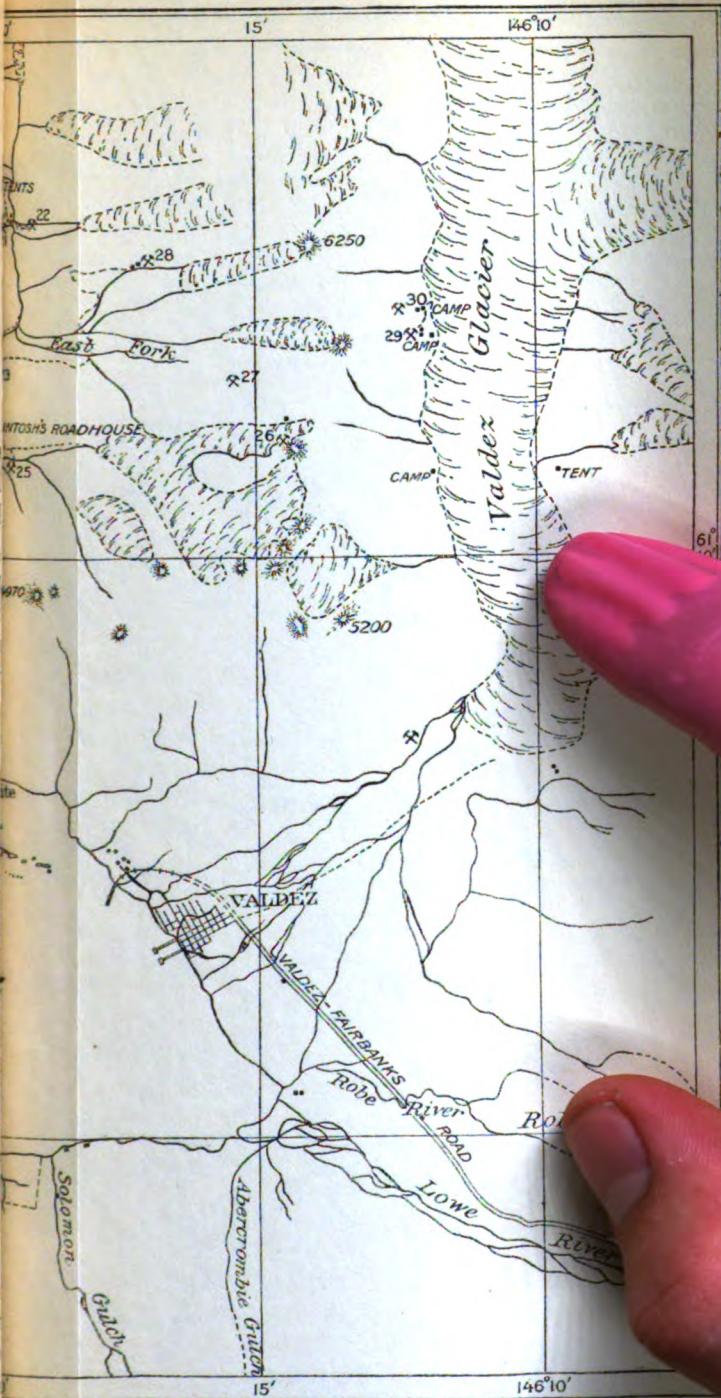 15'
146°10'
TENTS
22
28
6250
30
CAMP
29
CAMP
Valdez Glacier
East Fork
27
INTOSH'S ROADHOUSE
26
25
CAMP
TENT
61
5200
VALDEZ
VALDEZ-FAIRBANKS ROAD
Robe River
Lowe River
Solomon Gulch
Abercrombie Gulch
15'
146°10'